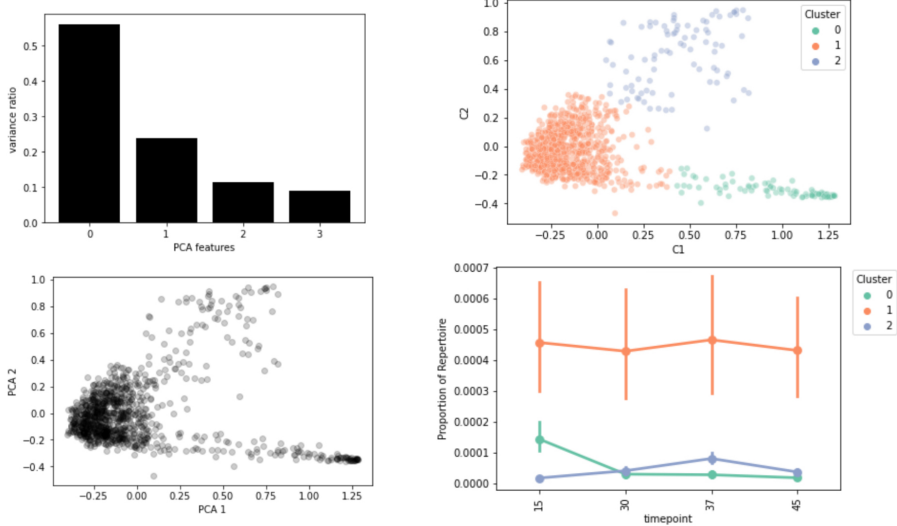 0.5
0.4
0.3
0.2
0.1
0.0
variance ratio
0 1 2 3
PCA features
1.0
0.8
0.6
0.4
0.2
0.0
−0.2
−0.4
C2
−0.25 0.00 0.25 0.50 0.75 1.00 1.25
C1
Cluster
0
1
2
1.0
0.8
0.6
0.4
0.2
0.0
−0.2
−0.4
PCA 2
−0.25 0.00 0.25 0.50 0.75 1.00 1.25
PCA 1
0.0007
0.0006
0.0005
0.0004
0.0003
0.0002
0.0001
0.0000
Proportion of Repertoire
15 30 37 45
timepoint
Cluster
0
1
2